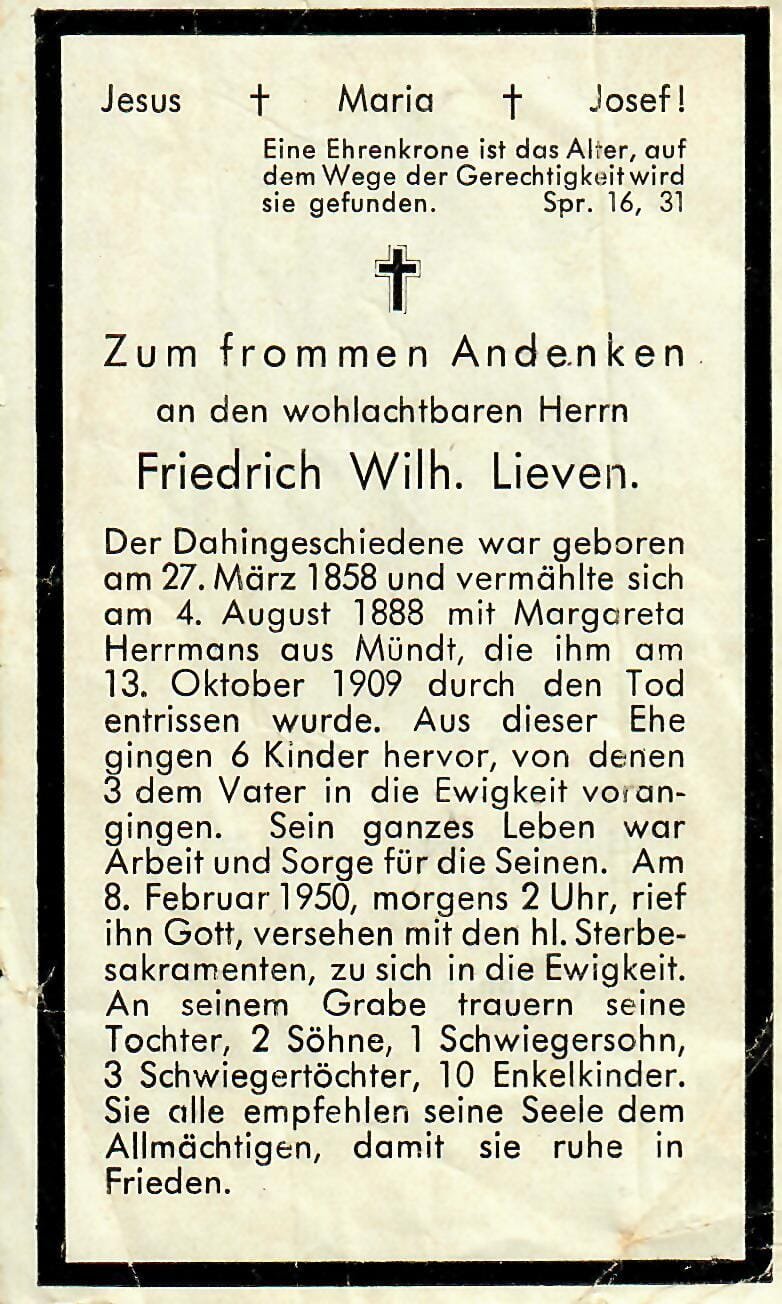 Jesus † Maria † Josef!
Eine Ehrenkrone ist das Alter, auf
dem Wege der Gerechtigkeit wird
sie gefunden. Spr. 16, 31
Zum frommen Andenken
an den wohlachtbaren Herrn
Friedrich Wilh. Lieven.
Der Dahingeschiedene war geboren
am 27. März 1858 und vermählte sich
am 4. August 1888 mit Margareta
Herrmans aus Mündt, die ihm am
13. Oktober 1909 durch den Tod
entrissen wurde. Aus dieser Ehe
gingen 6 Kinder hervor, von denen
3 dem Vater in die Ewigkeit voran-
gingen. Sein ganzes Leben war
Arbeit und Sorge für die Seinen. Am
8. Februar 1950, morgens 2 Uhr, rief
ihn Gott, versehen mit den hl. Sterbe-
sakramenten, zu sich in die Ewigkeit.
An seinem Grabe trauern seine
Tochter, 2 Söhne, 1 Schwiegersohn,
3 Schwiegertöchter, 10 Enkelkinder.
Sie alle empfehlen seine Seele dem
Allmächtigen, damit sie ruhe in
Frieden.